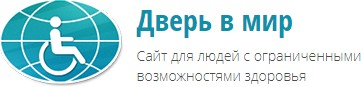 Дверь в мир
Сайт для людей с ограниченными
возможностями здоровья